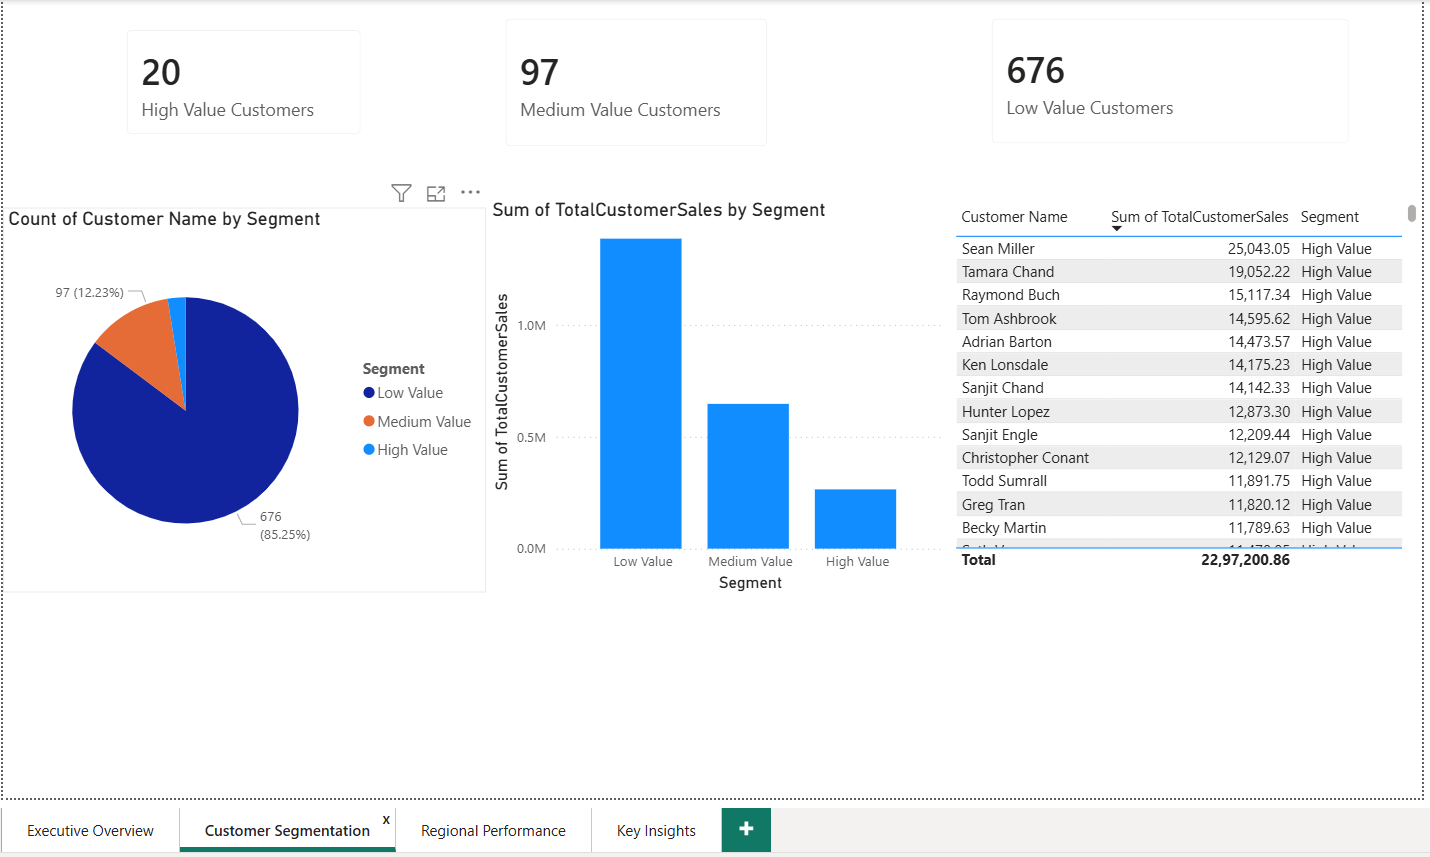 20
High Value Customers
97
Medium Value Customers
676
Low Value Customers
Count of Customer Name by Segment
97 (12.23%)
676
(85.25%)
Segment
Low Value
Medium Value
High Value
Sum of TotalCustomerSales by Segment
Sum of TotalCustomerSales
1.0M
0.5M
0.0M
Low Value Medium Value High Value
Segment
Customer Name Sum of TotalCustomerSales Segment
Sean Miller 25,043.05 High Value
Tamara Chand 19,052.22 High Value
Raymond Buch 15,117.34 High Value
Tom Ashbrook 14,595.62 High Value
Adrian Barton 14,473.57 High Value
Ken Lonsdale 14,175.23 High Value
Sanjit Chand 14,142.33 High Value
Hunter Lopez 12,873.30 High Value
Sanjit Engle 12,209.44 High Value
Christopher Conant 12,129.07 High Value
Todd Sumrall 11,891.75 High Value
Greg Tran 11,820.12 High Value
Becky Martin 11,789.63 High Value
Total 22,97,200.86
Executive Overview Customer Segmentation x Regional Performance Key Insights +